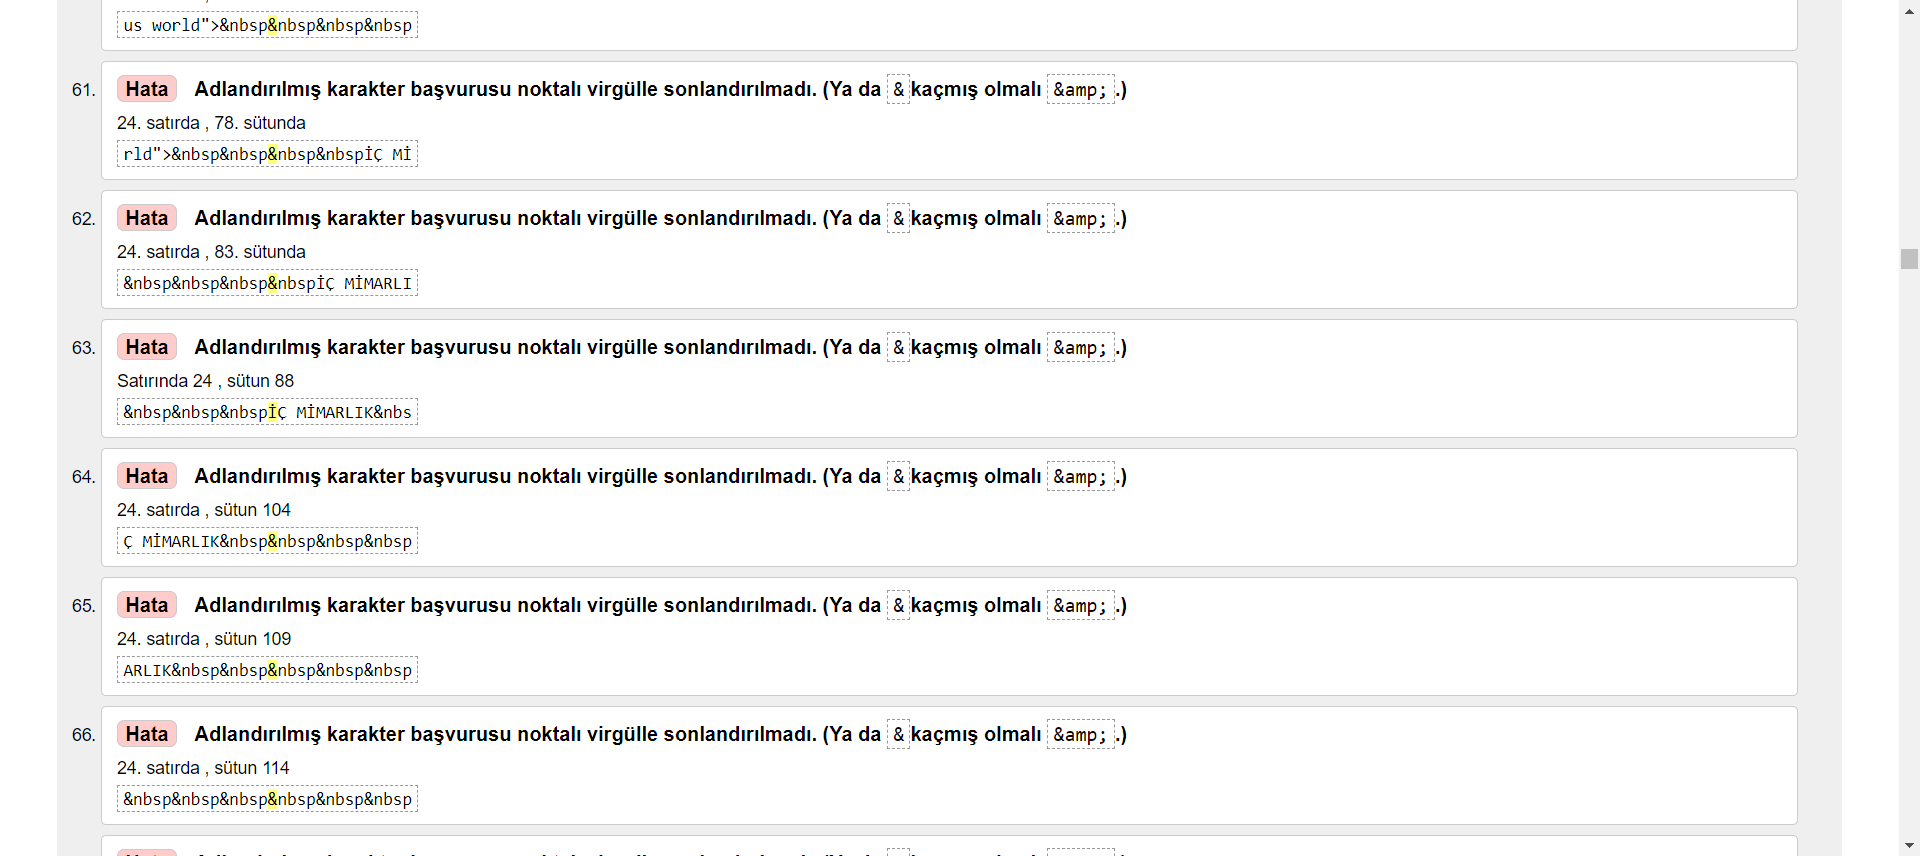 us world">&nbsp&nbsp&nbsp&nbsp
61. Hata Adlandırılmış karakter başvurusu noktalı virgülle sonlandırılmadı. (Ya da & kaçmış olmalı &amp; .)
24. satırda , 78. sütunda
rld">&nbsp&nbsp&nbsp&nbspİÇ Mİ
62. Hata Adlandırılmış karakter başvurusu noktalı virgülle sonlandırılmadı. (Ya da & kaçmış olmalı &amp; .)
24. satırda , 83. sütunda
&nbsp&nbsp&nbsp&nbspİÇ MİMARLI
63. Hata Adlandırılmış karakter başvurusu noktalı virgülle sonlandırılmadı. (Ya da & kaçmış olmalı &amp; .)
Satırında 24 , sütun 88
&nbsp&nbsp&nbspİÇ MİMARLIK&nbs
64. Hata Adlandırılmış karakter başvurusu noktalı virgülle sonlandırılmadı. (Ya da & kaçmış olmalı &amp; .)
24. satırda , sütun 104
Ç MİMARLIK&nbsp&nbsp&nbsp&nbsp
65. Hata Adlandırılmış karakter başvurusu noktalı virgülle sonlandırılmadı. (Ya da & kaçmış olmalı &amp; .)
24. satırda , sütun 109
ARLIK&nbsp&nbsp&nbsp&nbsp&nbsp
66. Hata Adlandırılmış karakter başvurusu noktalı virgülle sonlandırılmadı. (Ya da & kaçmış olmalı &amp; .)
24. satırda , sütun 114
&nbsp&nbsp&nbsp&nbsp&nbsp&nbsp